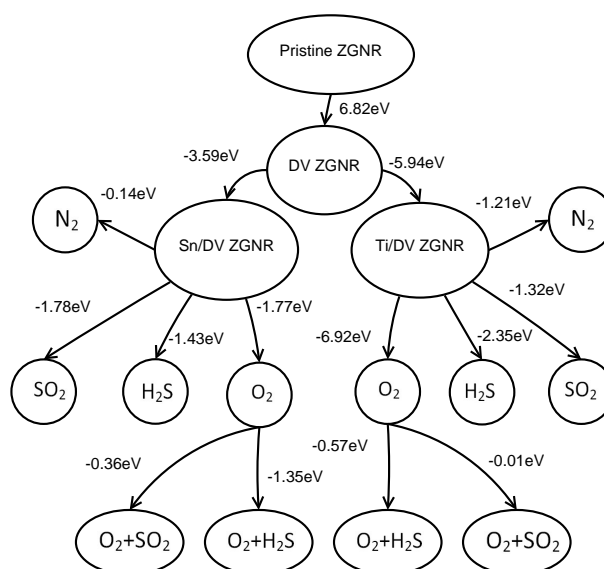 Pristine ZGNR
6.82eV
-3.59eV
DV ZGNR
-5.94eV
-0.14eV
N₂
Sn/DV ZGNR
Ti/DV ZGNR
-1.21eV
N₂
-1.78eV
-1.43eV
-1.77eV
-6.92eV
-2.35eV
-1.32eV
SO₂
H₂S
O₂
O₂
H₂S
SO₂
-0.36eV
-1.35eV
-0.57eV
-0.01eV
O₂+SO₂
O₂+H₂S
O₂+H₂S
O₂+SO₂